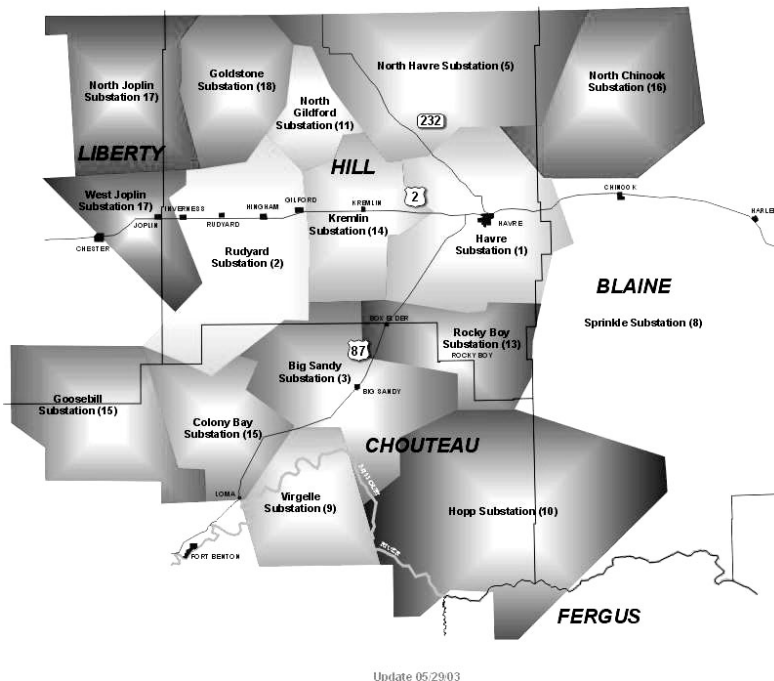 North Joplin
Substation 17)
Goldstone
Substation (18)
North
Gildford
Substation (11)
North Havre Substation (5)
North Chinook
Substation (16)
232
LIBERTY
HILL
West Joplin
Substation 17)
2
CHINOOK
JOPLIN
INVERNESS
RUDYARD
HINGHAM
GILFORD
KREMLIN
HAVRE
HARLEM
CHESTER
Kremlin
Substation (14)
Rudyard
Substation (2)
Havre
Substation (1)
BLAINE
Sprinkle Substation (8)
BOX ELDER
87
Rocky Boy
Substation (13)
ROCKY BOY
Big Sandy
Substation (3)
BIG SANDY
Goosebill
Substation (15)
Colony Bay
Substation (15)
CHOUTEAU
LOMA
Virgelle
Substation (9)
MISSOURI
RIVER
Hopp Substation (10)
FORT BENTON
FERGUS
Update 05/29/03